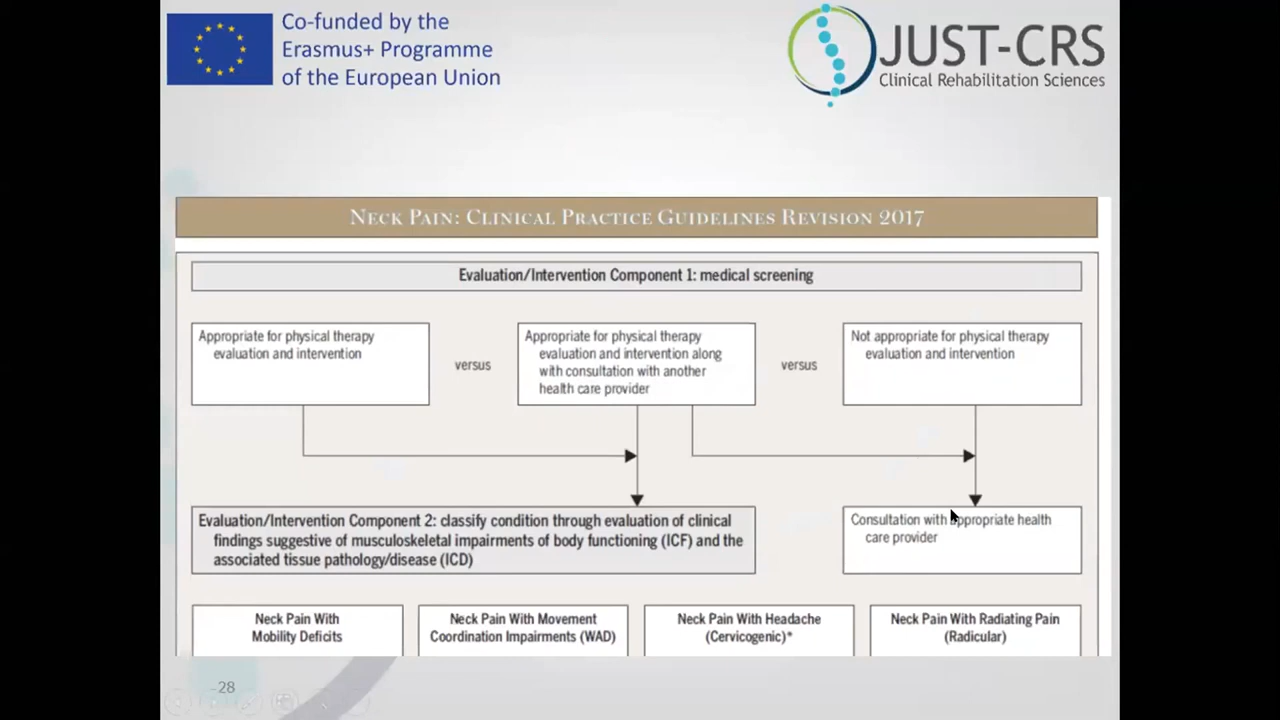 Co-funded by the
Erasmus+ Programme
of the European Union
JUST-CRS
Clinical Rehabilitation Sciences
NECK PAIN: CLINICAL PRACTICE GUIDELINES REVISION 2017
Evaluation/Intervention Component 1: medical screening
Appropriate for physical therapy
evaluation and intervention
versus
Appropriate for physical therapy
evaluation and intervention along
with consultation with another
health care provider
versus
Not appropriate for physical therapy
evaluation and intervention
Evaluation/Intervention Component 2: classify condition through evaluation of clinical
findings suggestive of musculoskeletal impairments of body functioning (ICF) and the
associated tissue pathology/disease (ICD)
Consultation with appropriate health
care provider
Neck Pain With
Mobility Deficits
Neck Pain With Movement
Coordination Impairments (WAD)
Neck Pain With Headache
(Cervicogenic)*
Neck Pain With Radiating Pain
(Radicular)
-28